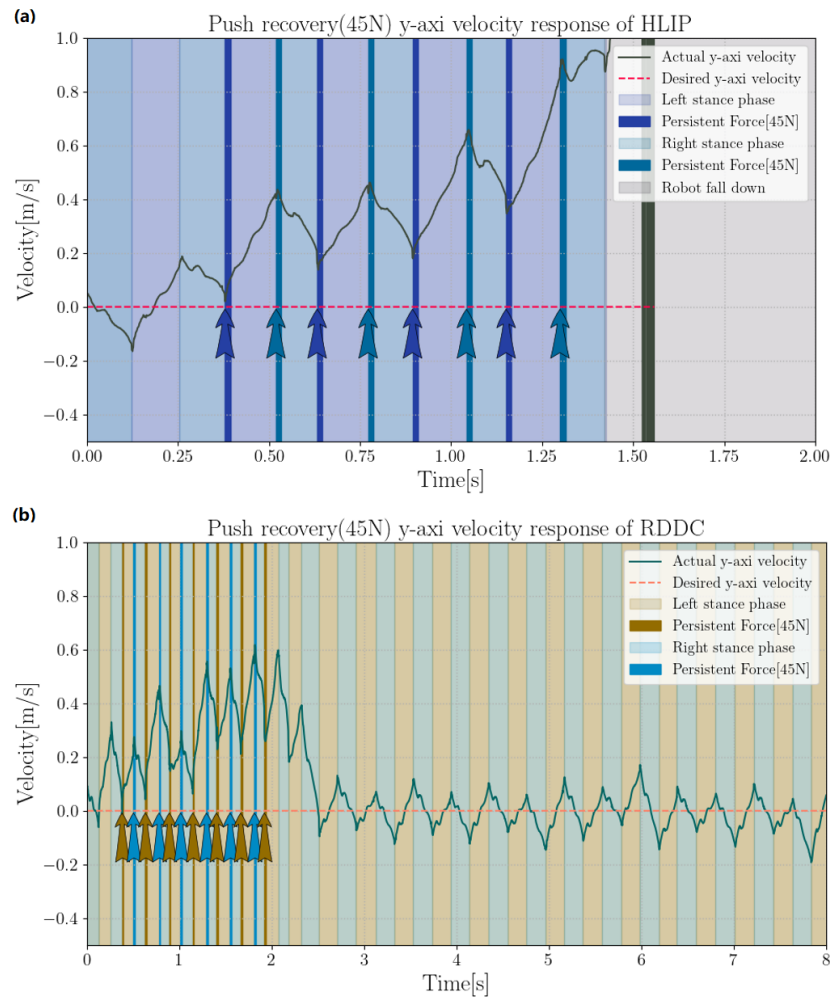 (a)
Push recovery(45N) y-axi velocity response of HLIP
Velocity[m/s]
1.0
0.8
0.6
0.4
0.2
0.0
−0.2
−0.4
Actual y-axi velocity
Desired y-axi velocity
Left stance phase
Persistent Force[45N]
Right stance phase
Persistent Force[45N]
Robot fall down
0.00 0.25 0.50 0.75 1.00 1.25 1.50 1.75 2.00
Time[s]
(b)
Push recovery(45N) y-axi velocity response of RDDC
Velocity[m/s]
1.0
0.8
0.6
0.4
0.2
0.0
−0.2
−0.4
Actual y-axi velocity
Desired y-axi velocity
Left stance phase
Persistent Force[45N]
Right stance phase
Persistent Force[45N]
0 1 2 3 4 5 6 7 8
Time[s]